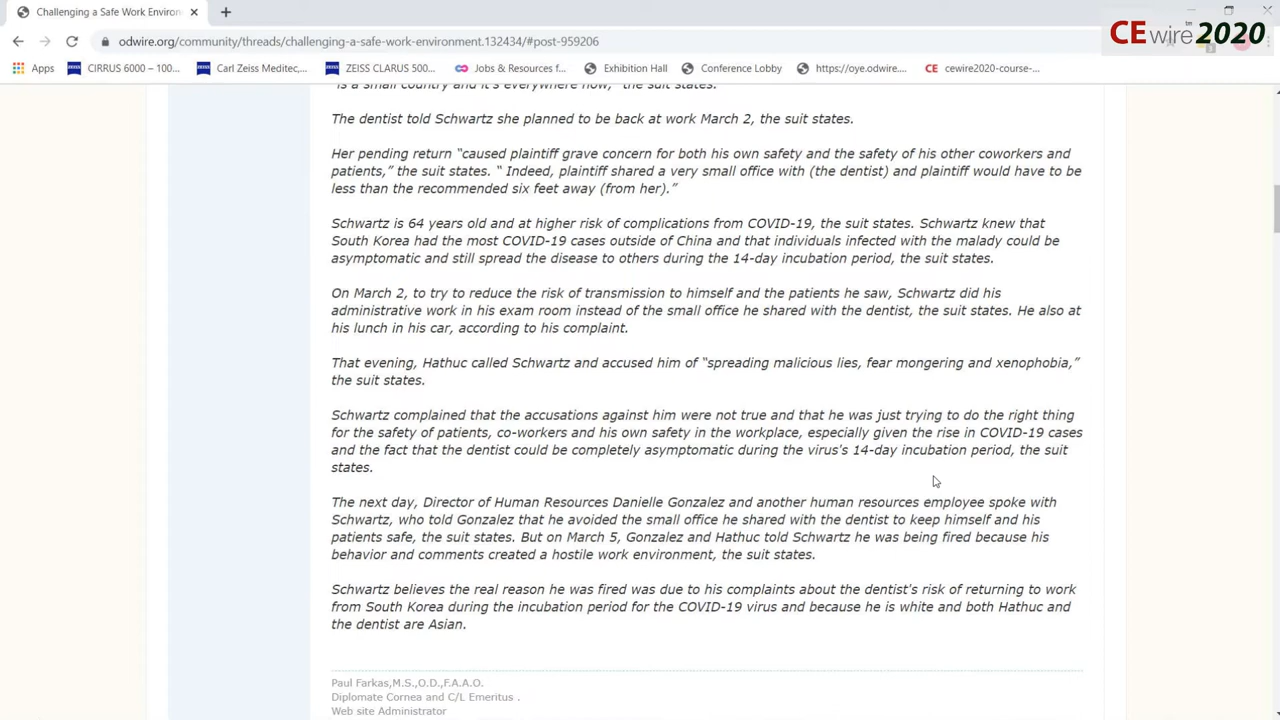 Challenging a Safe Work Environ
CE wire 2020
odwire.org/community/threads/challenging-a-safe-work-environment.132434/#post-959206
Apps
CIRRUS 6000 – 100...
Carl Zeiss Meditec,...
ZEISS CLARUS 500...
Jobs & Resources f...
Exhibition Hall
Conference Lobby
https://oye.odwire....
CE cewire2020-course-...
"is a small country and it's everywhere now," the suit states.
The dentist told Schwartz she planned to be back at work March 2, the suit states.
Her pending return “caused plaintiff grave concern for both his own safety and the safety of his other coworkers and
patients,” the suit states. “ Indeed, plaintiff shared a very small office with (the dentist) and plaintiff would have to be
less than the recommended six feet away (from her).”
Schwartz is 64 years old and at higher risk of complications from COVID-19, the suit states. Schwartz knew that
South Korea had the most COVID-19 cases outside of China and that individuals infected with the malady could be
asymptomatic and still spread the disease to others during the 14-day incubation period, the suit states.
On March 2, to try to reduce the risk of transmission to himself and the patients he saw, Schwartz did his
administrative work in his exam room instead of the small office he shared with the dentist, the suit states. He also at
his lunch in his car, according to his complaint.
That evening, Hathuc called Schwartz and accused him of “spreading malicious lies, fear mongering and xenophobia,”
the suit states.
Schwartz complained that the accusations against him were not true and that he was just trying to do the right thing
for the safety of patients, co-workers and his own safety in the workplace, especially given the rise in COVID-19 cases
and the fact that the dentist could be completely asymptomatic during the virus's 14-day incubation period, the suit
states.
The next day, Director of Human Resources Danielle Gonzalez and another human resources employee spoke with
Schwartz, who told Gonzalez that he avoided the small office he shared with the dentist to keep himself and his
patients safe, the suit states. But on March 5, Gonzalez and Hathuc told Schwartz he was being fired because his
behavior and comments created a hostile work environment, the suit states.
Schwartz believes the real reason he was fired was due to his complaints about the dentist's risk of returning to work
from South Korea during the incubation period for the COVID-19 virus and because he is white and both Hathuc and
the dentist are Asian.
Paul Farkas,M.S.,O.D.,F.A.A.O.
Diplomate Cornea and C/L Emeritus .
Web site Administrator